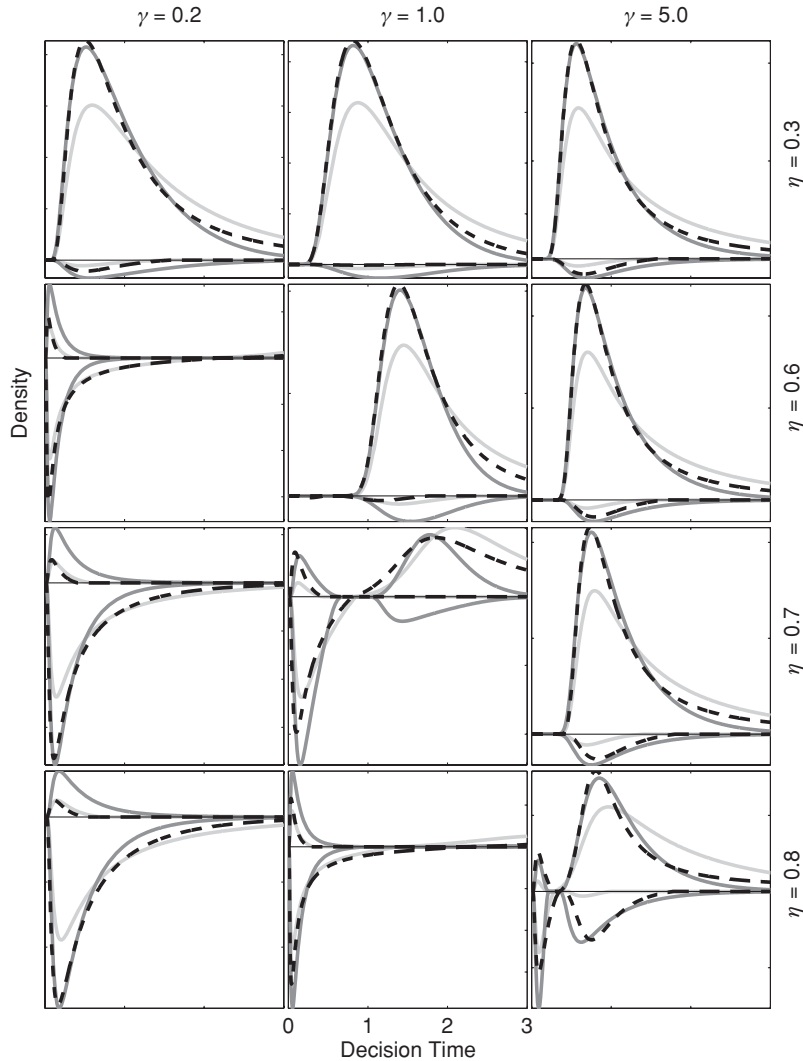 γ = 0.2
γ = 1.0
γ = 5.0
η = 0.3
η = 0.6
η = 0.7
η = 0.8
Density
0
1
2
3
Decision Time